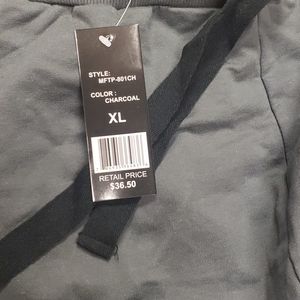 STYLE:
MFTP-801CH
COLOR :
CHARCOAL
XL
RETAIL PRICE
$36.50